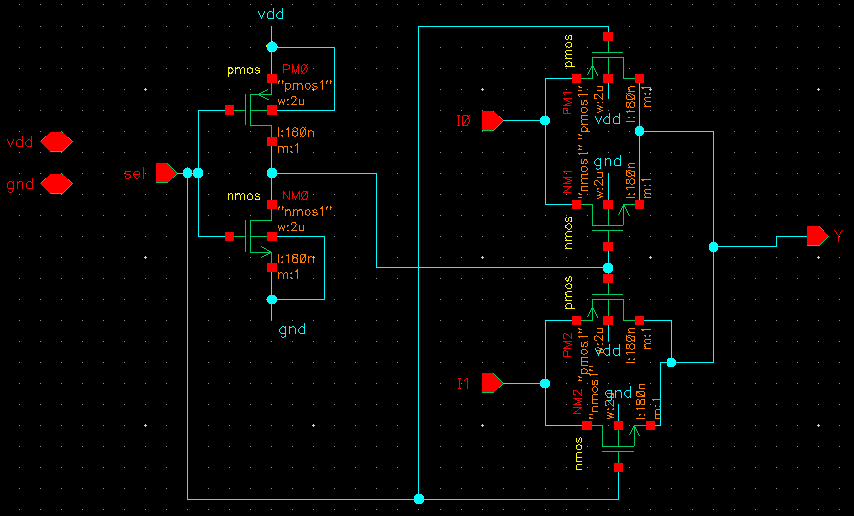 vdd
pmos
PM0
"pmos1"
w:2u
l:180n
m:1
vdd
gnd
sel
nmos
NM0
"nmos1"
w:2u
l:180n
m:1
gnd
I0
pmos
PM1
"pmos1"
w:2u
vdd
l:180n
m:1
gnd
nmos
NM1
"nmos1"
w:2u
l:180n
m:1
Y
I1
pmos
PM2
"pmos1"
w:2u
vdd
l:180n
m:1
gnd
nmos
NM2
"nmos1"
w:2u
l:180n
m:1